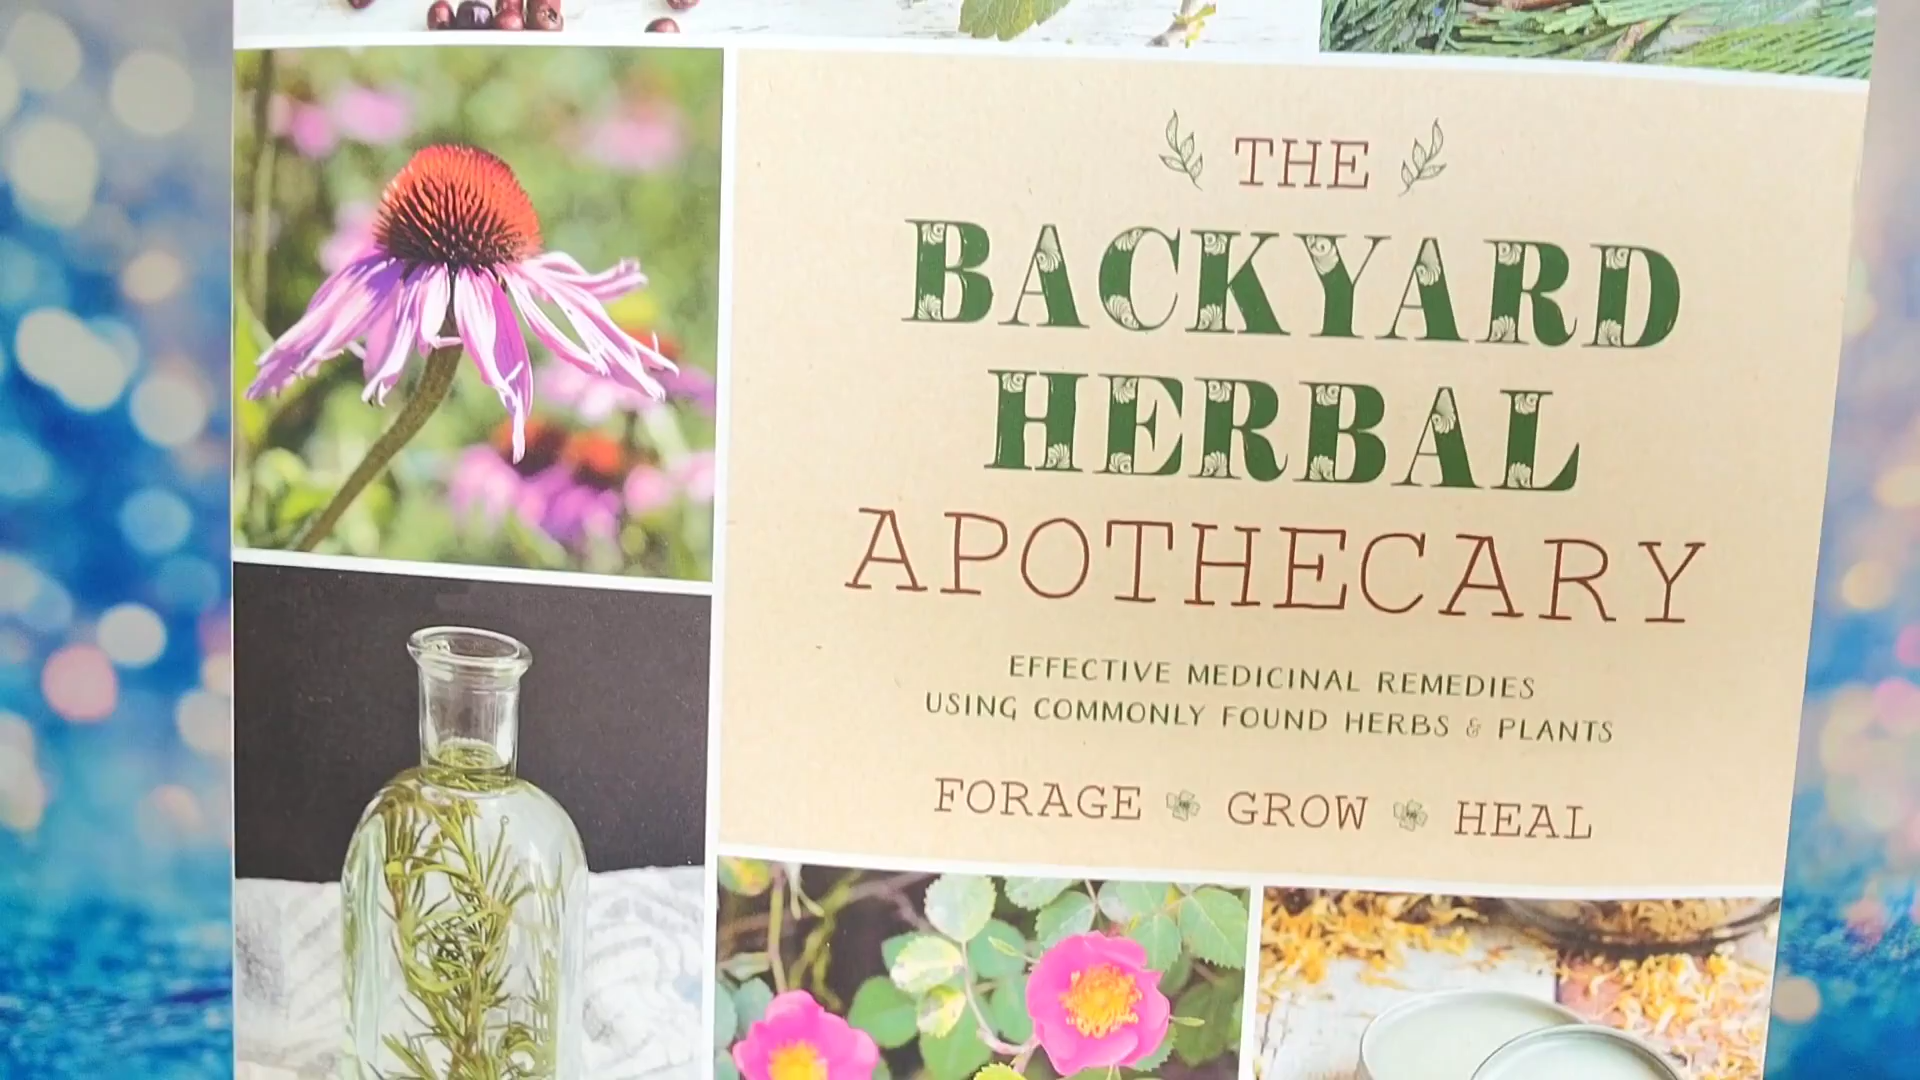 THE
BACKYARD
HERBAL
APOTHECARY
EFFECTIVE MEDICINAL REMEDIES
USING COMMONLY FOUND HERBS & PLANTS
FORAGE GROW HEAL